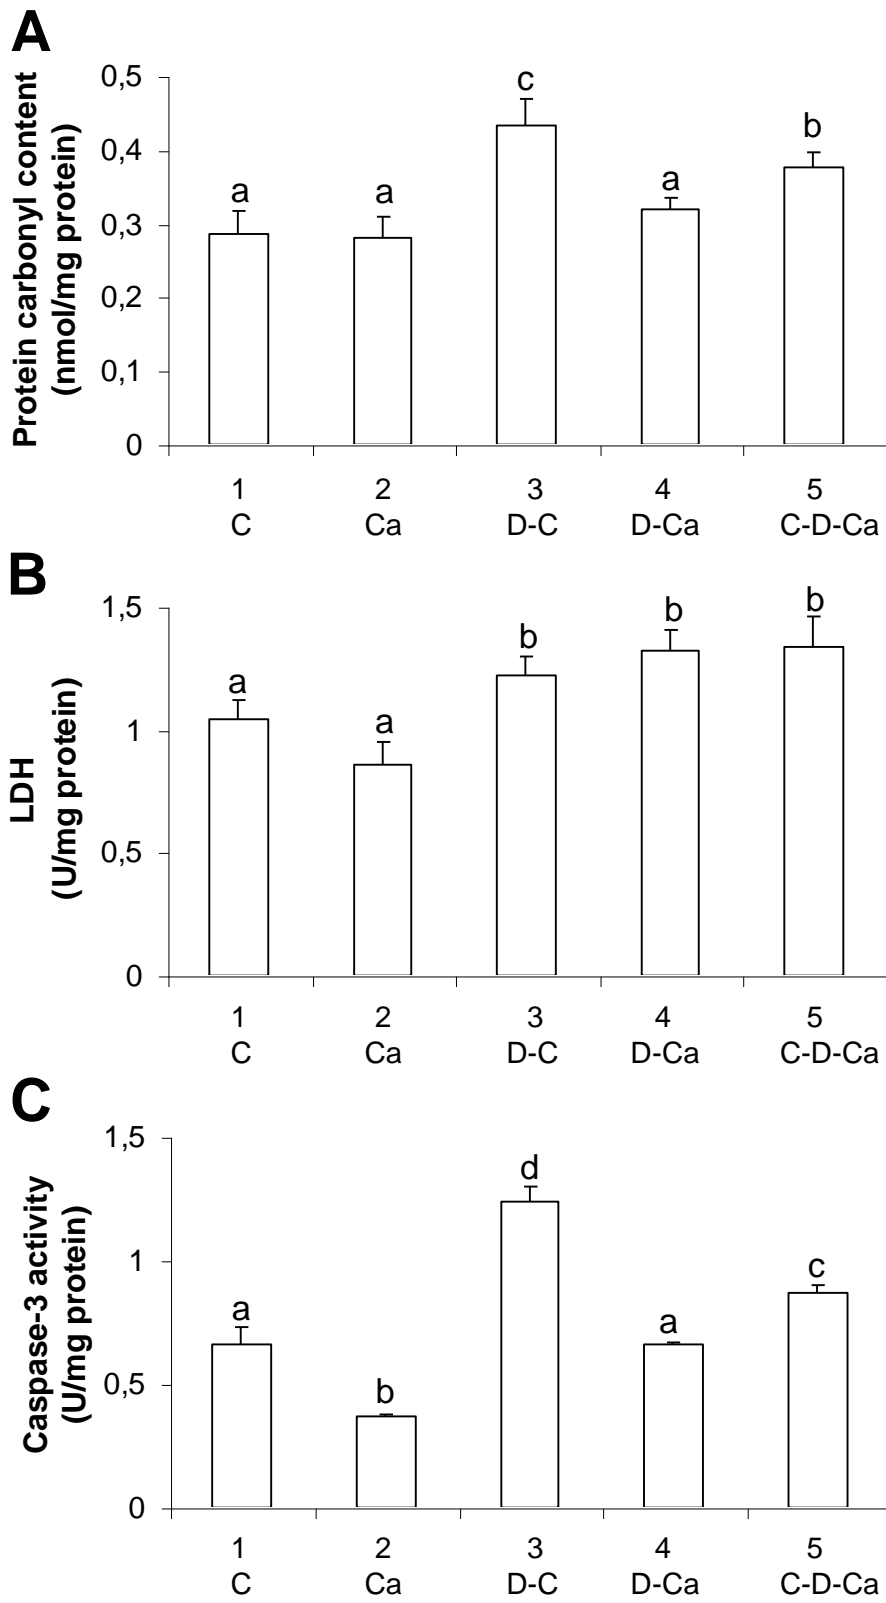 A
Protein carbonyl content
(nmol/mg protein)
0,5
0,4
0,3
0,2
0,1
0
a
a
c
a
b
1 2 3 4 5
C Ca D-C D-Ca C-D-Ca
B
LDH
(U/mg protein)
1,5
1
0,5
0
a
a
b
b
b
1 2 3 4 5
C Ca D-C D-Ca C-D-Ca
C
Caspase-3 activity
(U/mg protein)
1,5
1
0,5
0
a
b
d
a
c
1 2 3 4 5
C Ca D-C D-Ca C-D-Ca